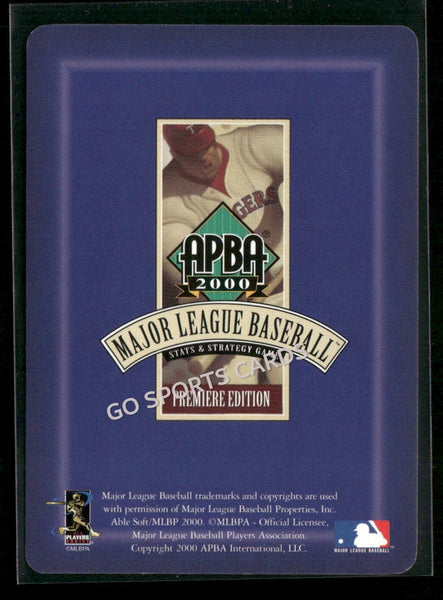 T
GERS
APBA®
2000
MAJOR LEAGUE BASEBALL™
STATS & STRATEGY GAME
GO SPORTS CARDS
PREMIERE EDITION
Major League Baseball trademarks and copyrights are used
with permission of Major League Baseball Properties, Inc.
Able Soft/MLBP 2000. ©MLBPA - Official Licensee,
Major League Baseball Players Association.
Copyright 2000 APBA International, LLC.
PLAYERS
©MLBPA
MAJOR LEAGUE BASEBALL